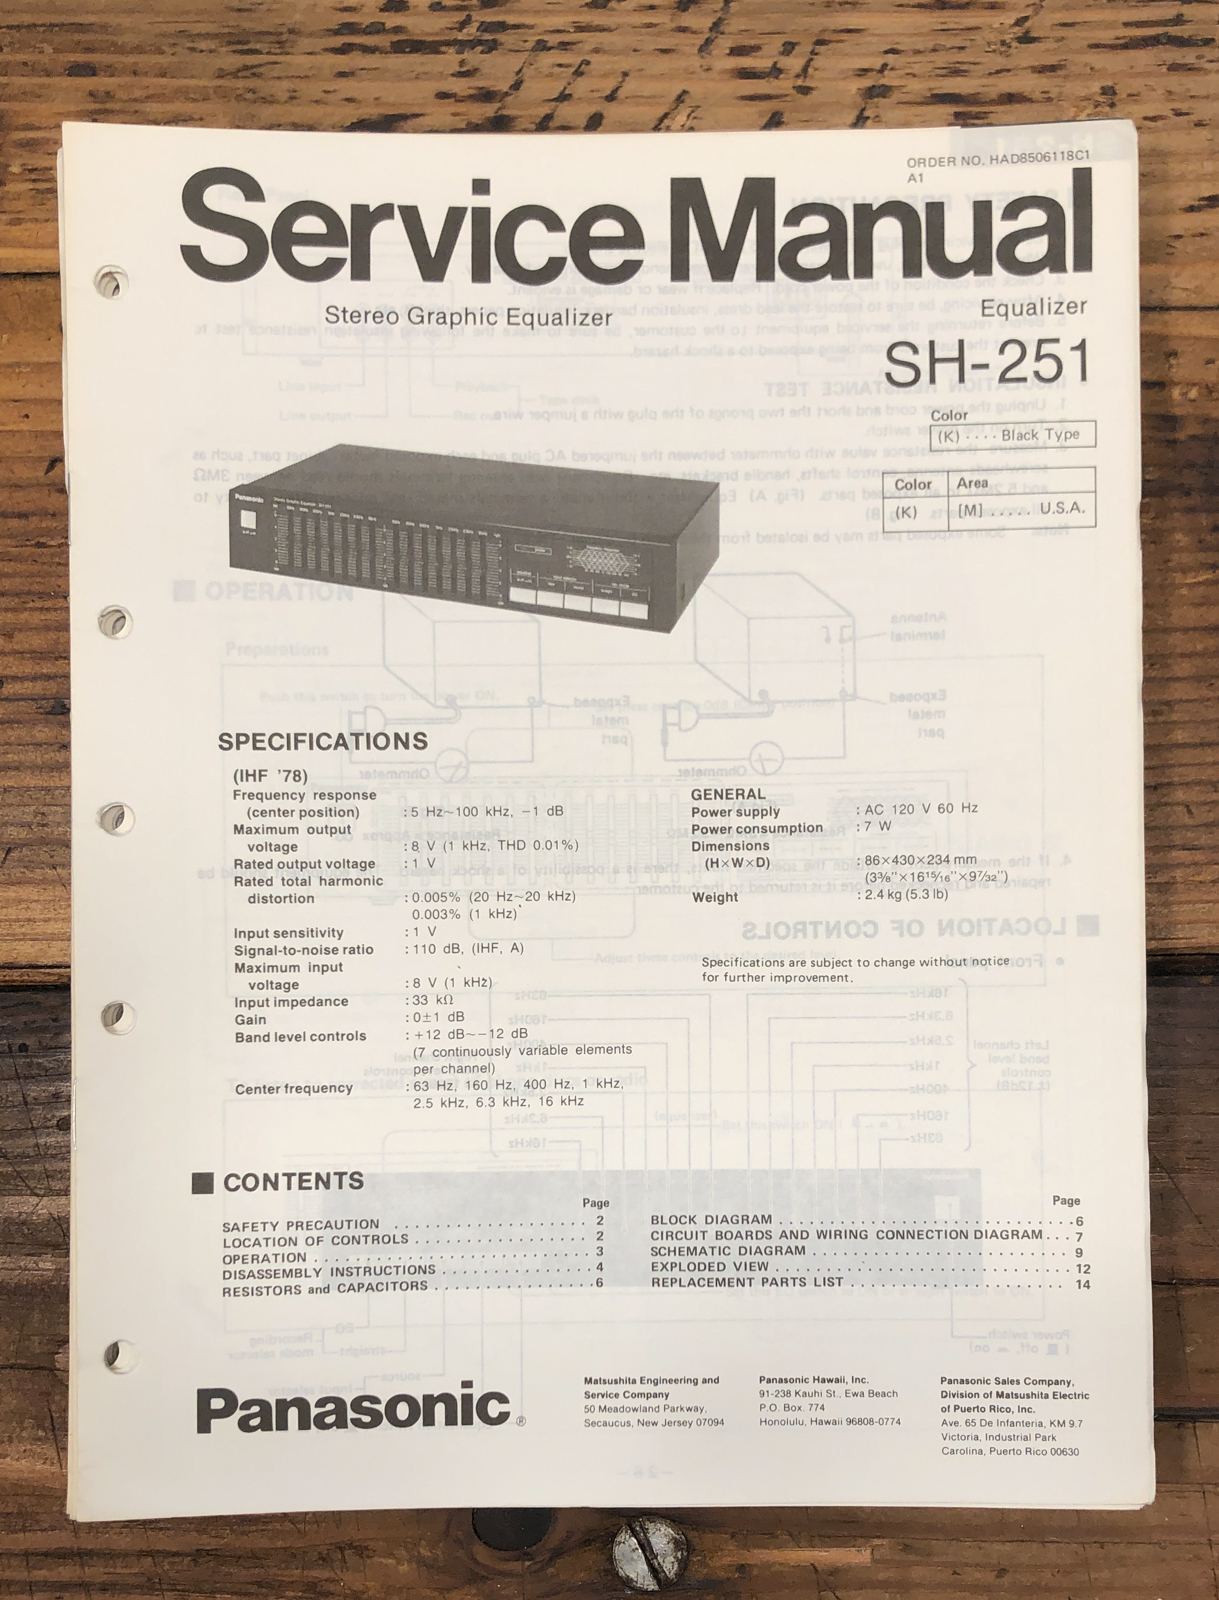 ORDER NO. HAD8506118C1
A1
Service Manual
Stereo Graphic Equalizer
Equalizer
SH-251
Color
(K) .... Black Type
Color Area
(K) [M] ..... U.S.A.
Panasonic
SPECIFICATIONS
(IHF '78)
Frequency response
(center position) : 5 Hz~100 kHz, −1 dB
Maximum output
voltage : 8 V (1 kHz, THD 0.01%)
Rated output voltage : 1 V
Rated total harmonic
distortion : 0.005% (20 Hz~20 kHz)
0.003% (1 kHz)
Input sensitivity : 1 V
Signal-to-noise ratio : 110 dB, (IHF, A)
Maximum input
voltage : 8 V (1 kHz)
Input impedance : 33 kΩ
Gain : 0±1 dB
Band level controls : +12 dB~−12 dB
(7 continuously variable elements
per channel)
Center frequency : 63 Hz, 160 Hz, 400 Hz, 1 kHz,
2.5 kHz, 6.3 kHz, 16 kHz
GENERAL
Power supply : AC 120 V 60 Hz
Power consumption : 7 W
Dimensions
(H×W×D) : 86×430×234 mm
(3⅜"×16¹⁵⁄₁₆"×9⁷⁄₃₂")
Weight : 2.4 kg (5.3 lb)
Specifications are subject to change without notice
for further improvement.
■ CONTENTS
Page
SAFETY PRECAUTION ................... 2
LOCATION OF CONTROLS ................. 2
OPERATION ............................ 3
DISASSEMBLY INSTRUCTIONS ............... 4
RESISTORS and CAPACITORS ................ 6
Page
BLOCK DIAGRAM ............................ 6
CIRCUIT BOARDS AND WIRING CONNECTION DIAGRAM ... 7
SCHEMATIC DIAGRAM ........................ 9
EXPLODED VIEW ............................ 12
REPLACEMENT PARTS LIST .................... 14
Panasonic®
Matsushita Engineering and
Service Company
50 Meadowland Parkway,
Secaucus, New Jersey 07094
Panasonic Hawaii, Inc.
91-238 Kauhi St., Ewa Beach
P.O. Box. 774
Honolulu, Hawaii 96808-0774
Panasonic Sales Company,
Division of Matsushita Electric
of Puerto Rico, Inc.
Ave. 65 De Infanteria, KM 9.7
Victoria, Industrial Park
Carolina, Puerto Rico 00630